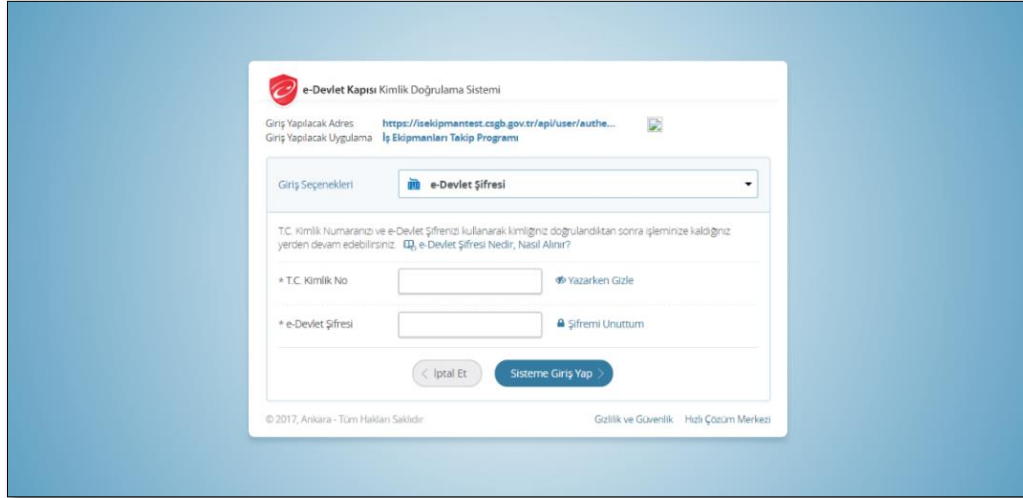 e-Devlet Kapısı Kimlik Doğrulama Sistemi
Giriş Yapılacak Adres https://isekipmantest.csgb.gov.tr/api/user/authe...
Giriş Yapılacak Uygulama İş Ekipmanları Takip Programı
Giriş Seçenekleri e-Devlet Şifresi
T.C. Kimlik Numaranızı ve e-Devlet Şifrenizi kullanarak kimliğiniz doğrulandıktan sonra işleminize kaldığınız
yerden devam edebilirsiniz. e-Devlet Şifresi Nedir, Nasıl Alınır?
* T.C. Kimlik No Yazarken Gizle
* e-Devlet Şifresi Şifremi Unuttum
İptal Et Sisteme Giriş Yap
© 2017, Ankara - Tüm Hakları Saklıdır Gizlilik ve Güvenlik Hızlı Çözüm Merkezi